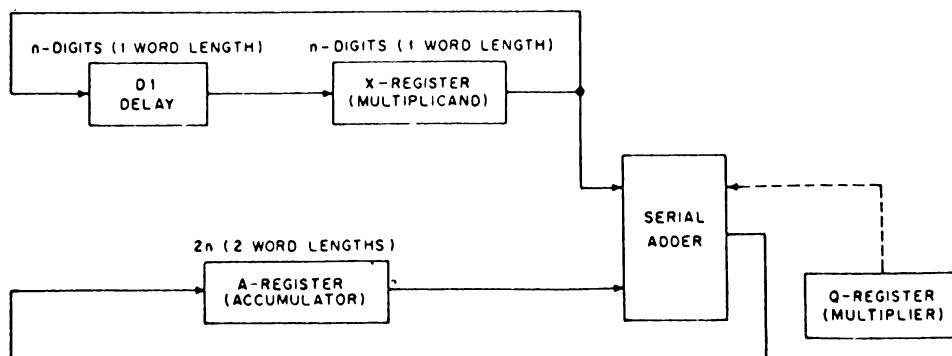 n-DIGITS (1 WORD LENGTH)
n-DIGITS (1 WORD LENGTH)
D1
DELAY
X-REGISTER
(MULTIPLICAND)
SERIAL
ADDER
2n (2 WORD LENGTHS)
A-REGISTER
(ACCUMULATOR)
Q-REGISTER
(MULTIPLIER)